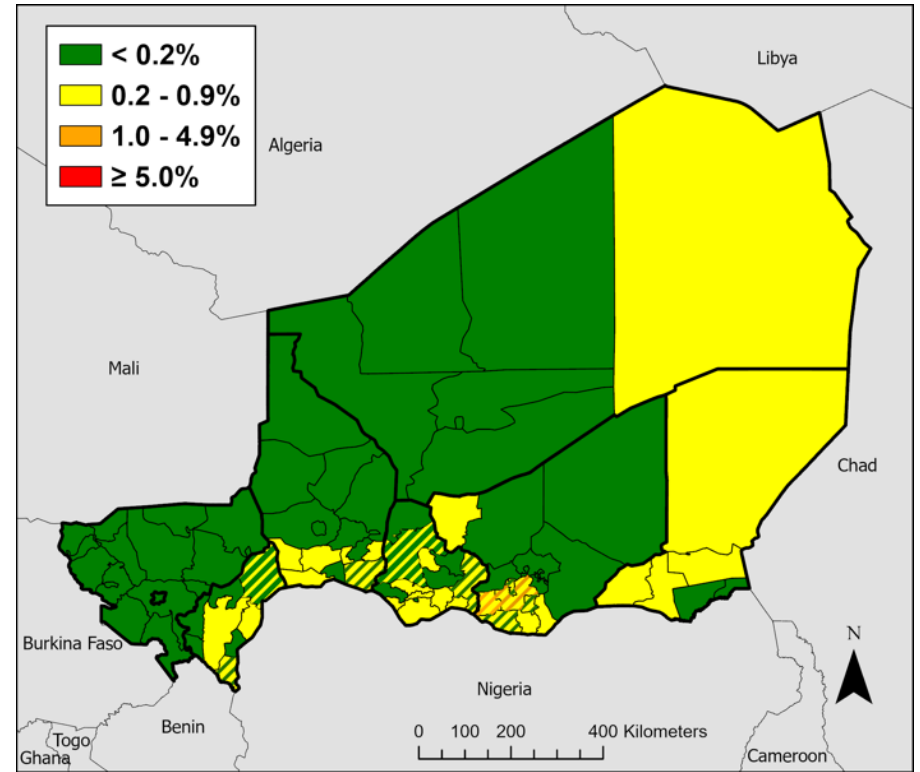 < 0.2%
0.2 - 0.9%
1.0 - 4.9%
≥ 5.0%
Libya
Algeria
Mali
Chad
Burkina Faso
N
Nigeria
Benin
Togo
Ghana
0 100 200 400 Kilometers
Cameroon